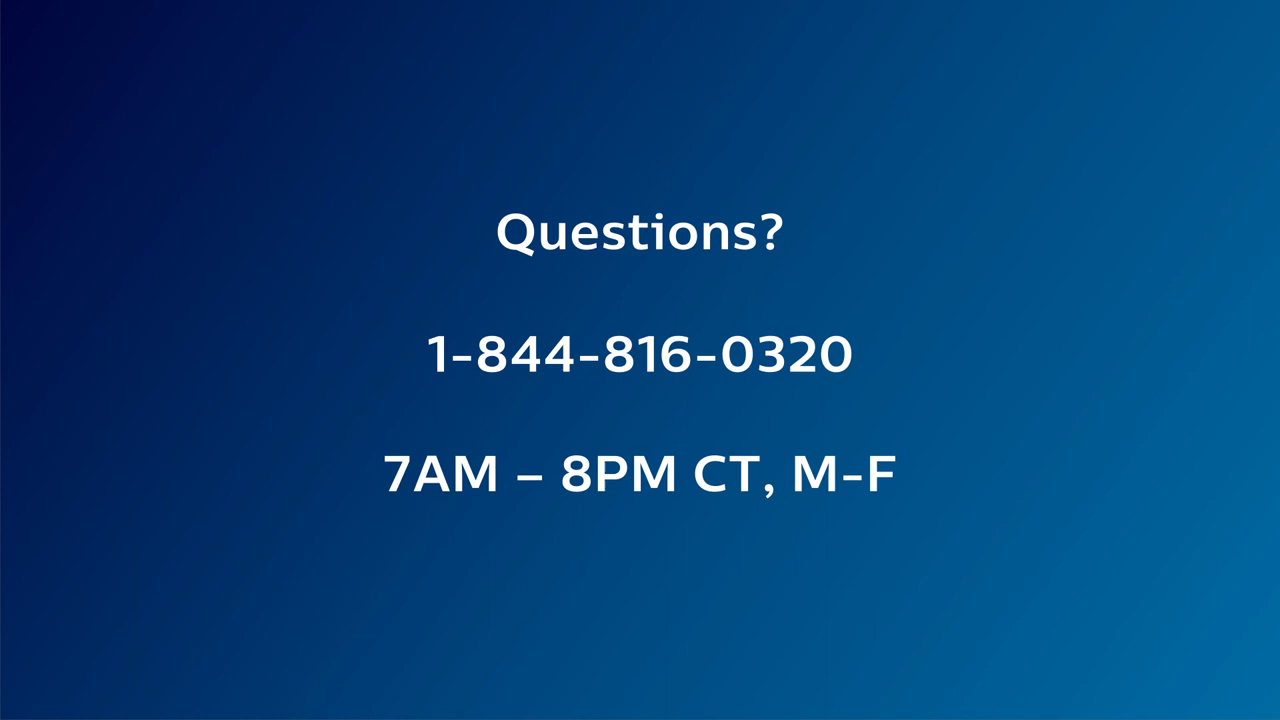 Questions?
1-844-816-0320
7AM – 8PM CT, M-F